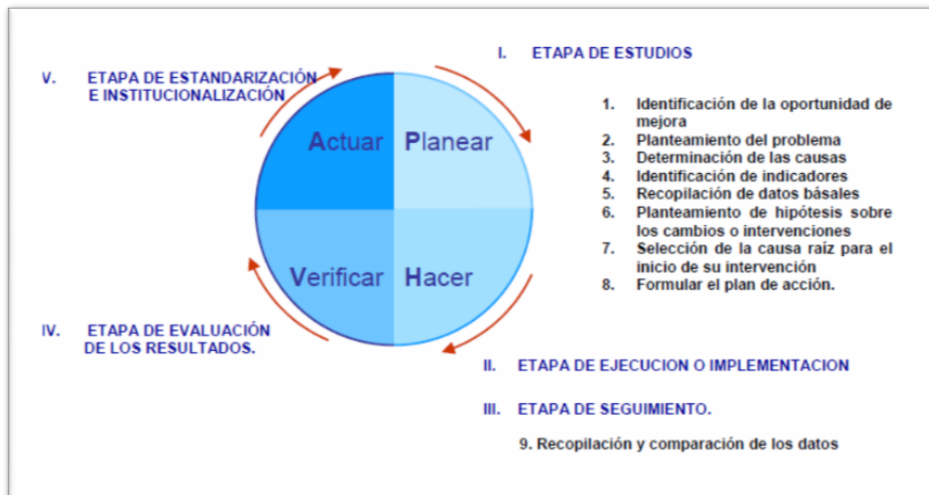 I. ETAPA DE ESTUDIOS
1. Identificación de la oportunidad de
mejora
2. Planteamiento del problema
3. Determinación de las causas
4. Identificación de indicadores
5. Recopilación de datos básales
6. Planteamiento de hipótesis sobre
los cambios o intervenciones
7. Selección de la causa raíz para el
inicio de su intervención
8. Formular el plan de acción.
V. ETAPA DE ESTANDARIZACIÓN
E INSTITUCIONALIZACIÓN
Actuar
Planear
Verificar
Hacer
IV. ETAPA DE EVALUACIÓN
DE LOS RESULTADOS.
II. ETAPA DE EJECUCION O IMPLEMENTACION
III. ETAPA DE SEGUIMIENTO.
9. Recopilación y comparación de los datos